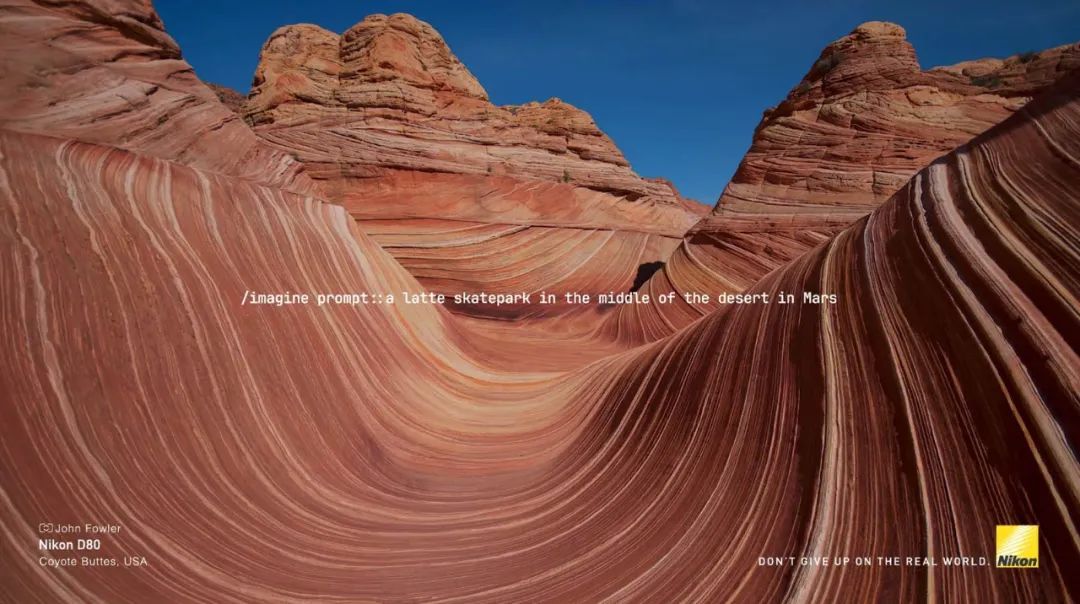 /imagine prompt::a latte skatepark in the middle of the desert in Mars
John Fowler
Nikon D80
Coyote Buttes, USA
DON'T GIVE UP ON THE REAL WORLD.
Nikon